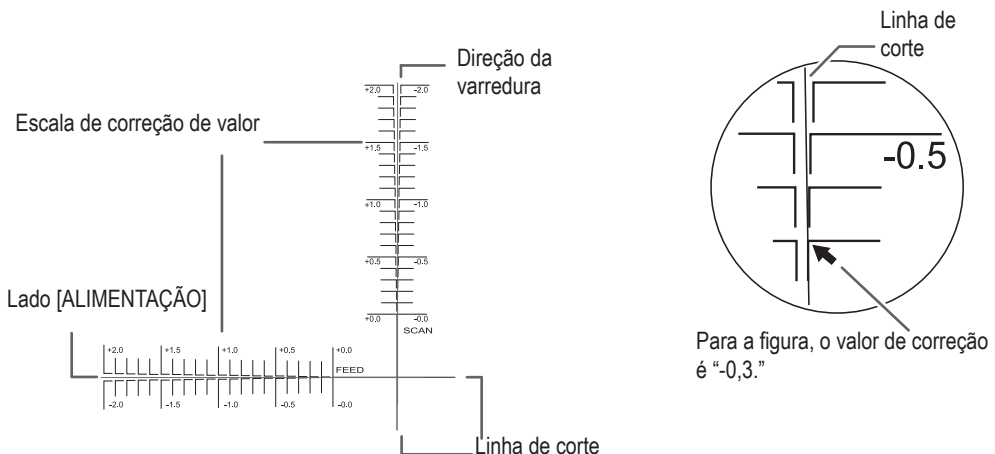 Direção da
varredura
Escala de correção de valor
+2.0 -2.0
+1.5 -1.5
+1.0 -1.0
+0.5 -0.5
+0.0 -0.0
SCAN
Lado [ALIMENTAÇÃO]
+2.0 +1.5 +1.0 +0.5 +0.0
FEED
-2.0 -1.5 -1.0 -0.5 -0.0
Linha de corte
Linha de
corte
-0.5
Para a figura, o valor de correção
é “-0,3.”